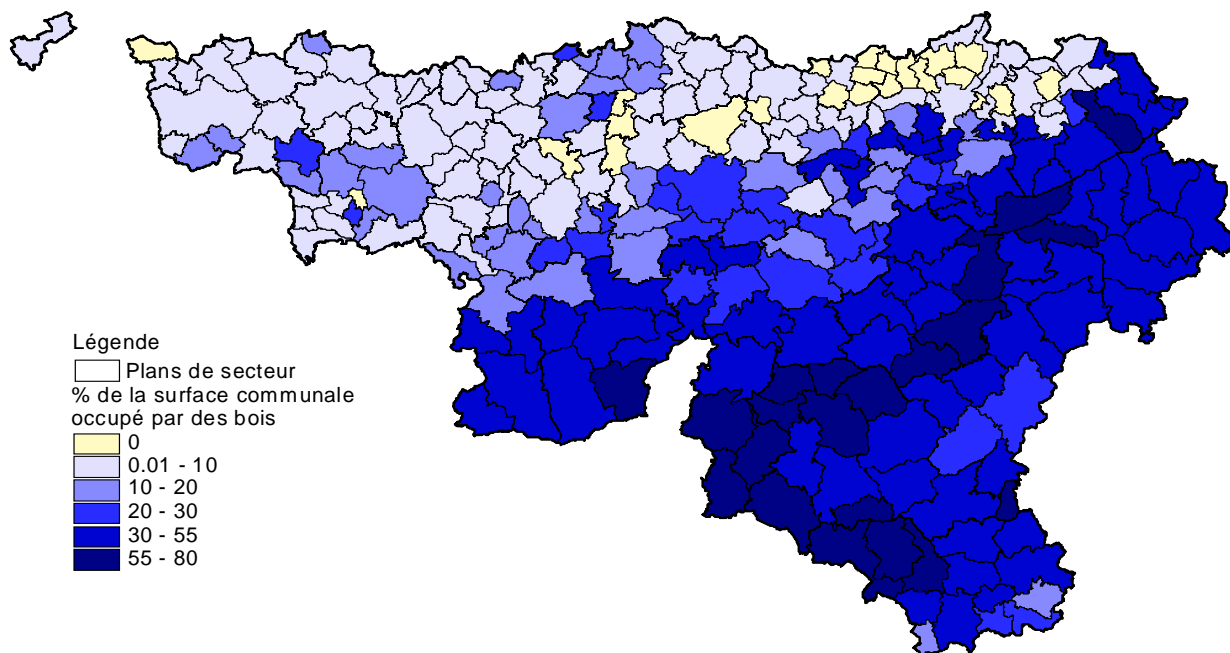 Légende
Plans de secteur
% de la surface communale
occupé par des bois
0
0.01 - 10
10 - 20
20 - 30
30 - 55
55 - 80